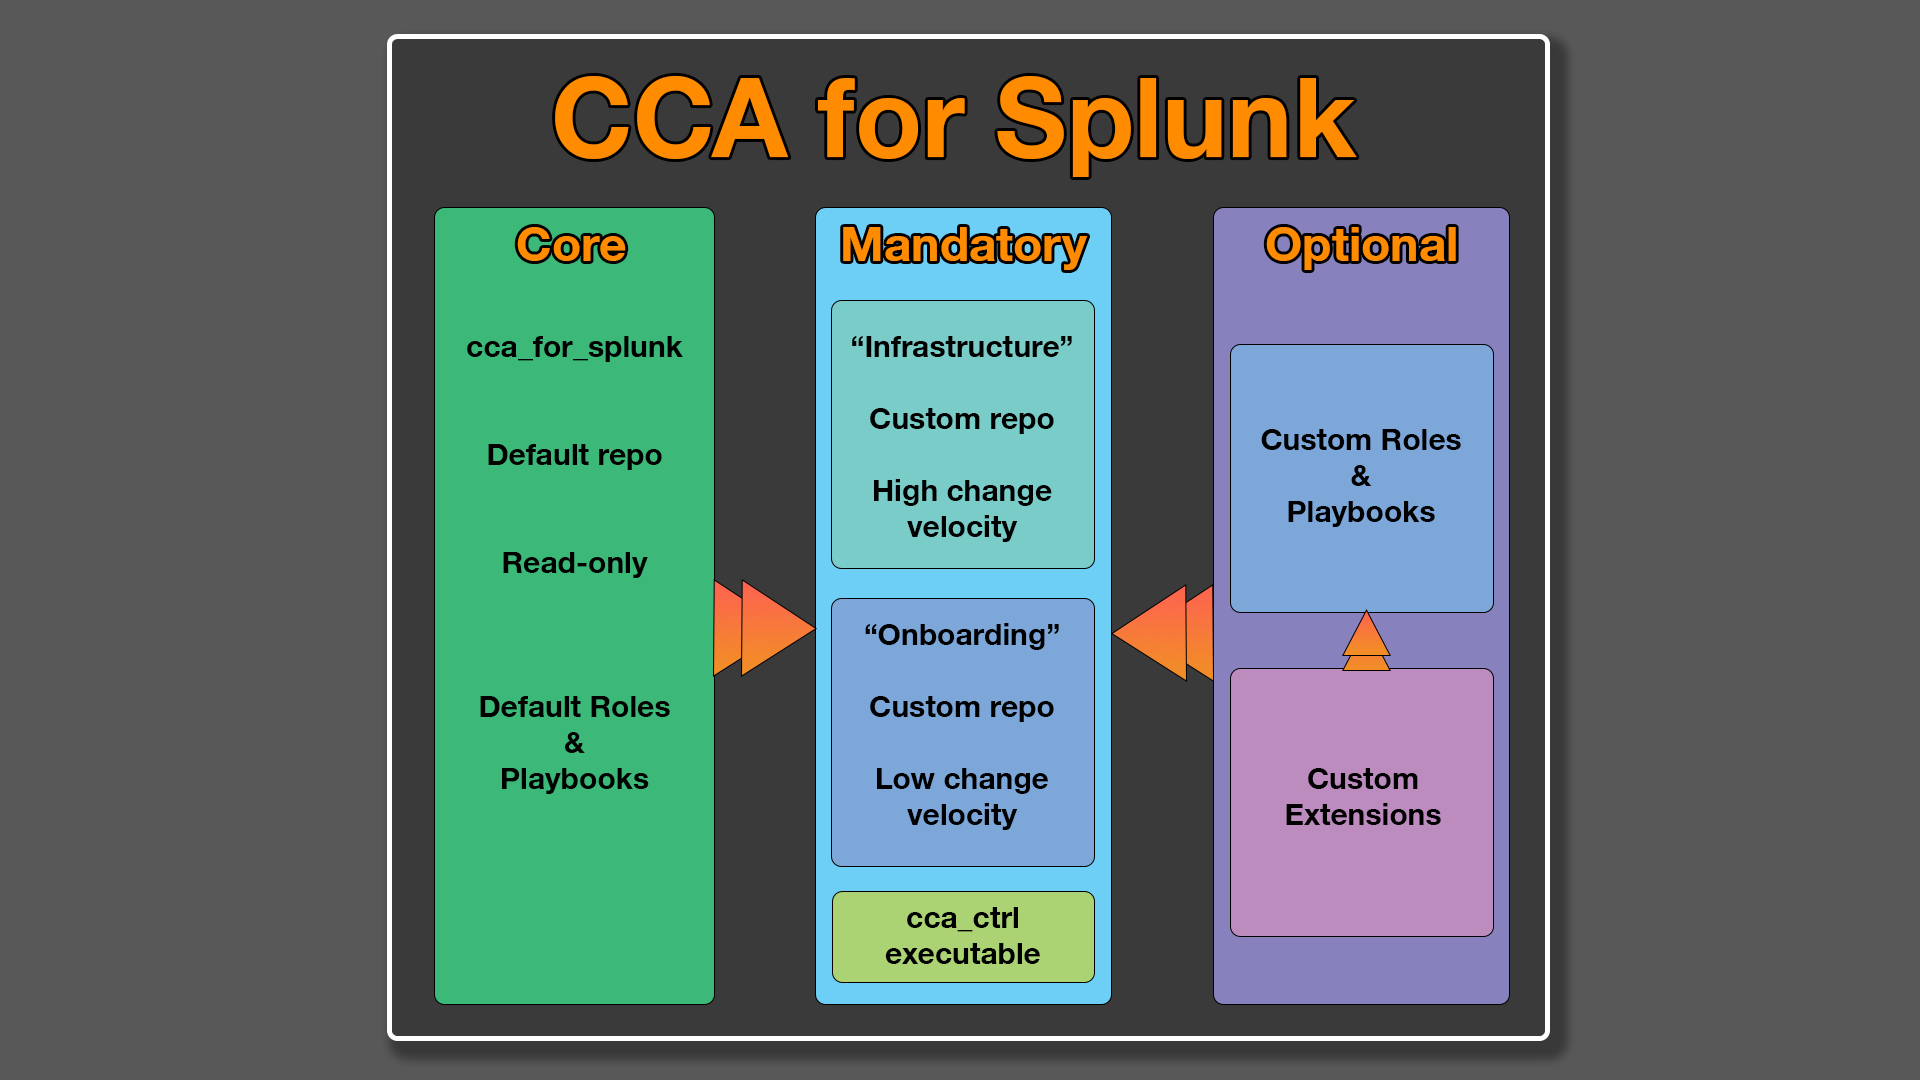 CCA for Splunk
Core
cca_for_splunk
Default repo
Read-only
Default Roles
&
Playbooks
Mandatory
“Infrastructure”
Custom repo
High change
velocity
“Onboarding”
Custom repo
Low change
velocity
cca_ctrl
executable
Optional
Custom Roles
&
Playbooks
Custom
Extensions